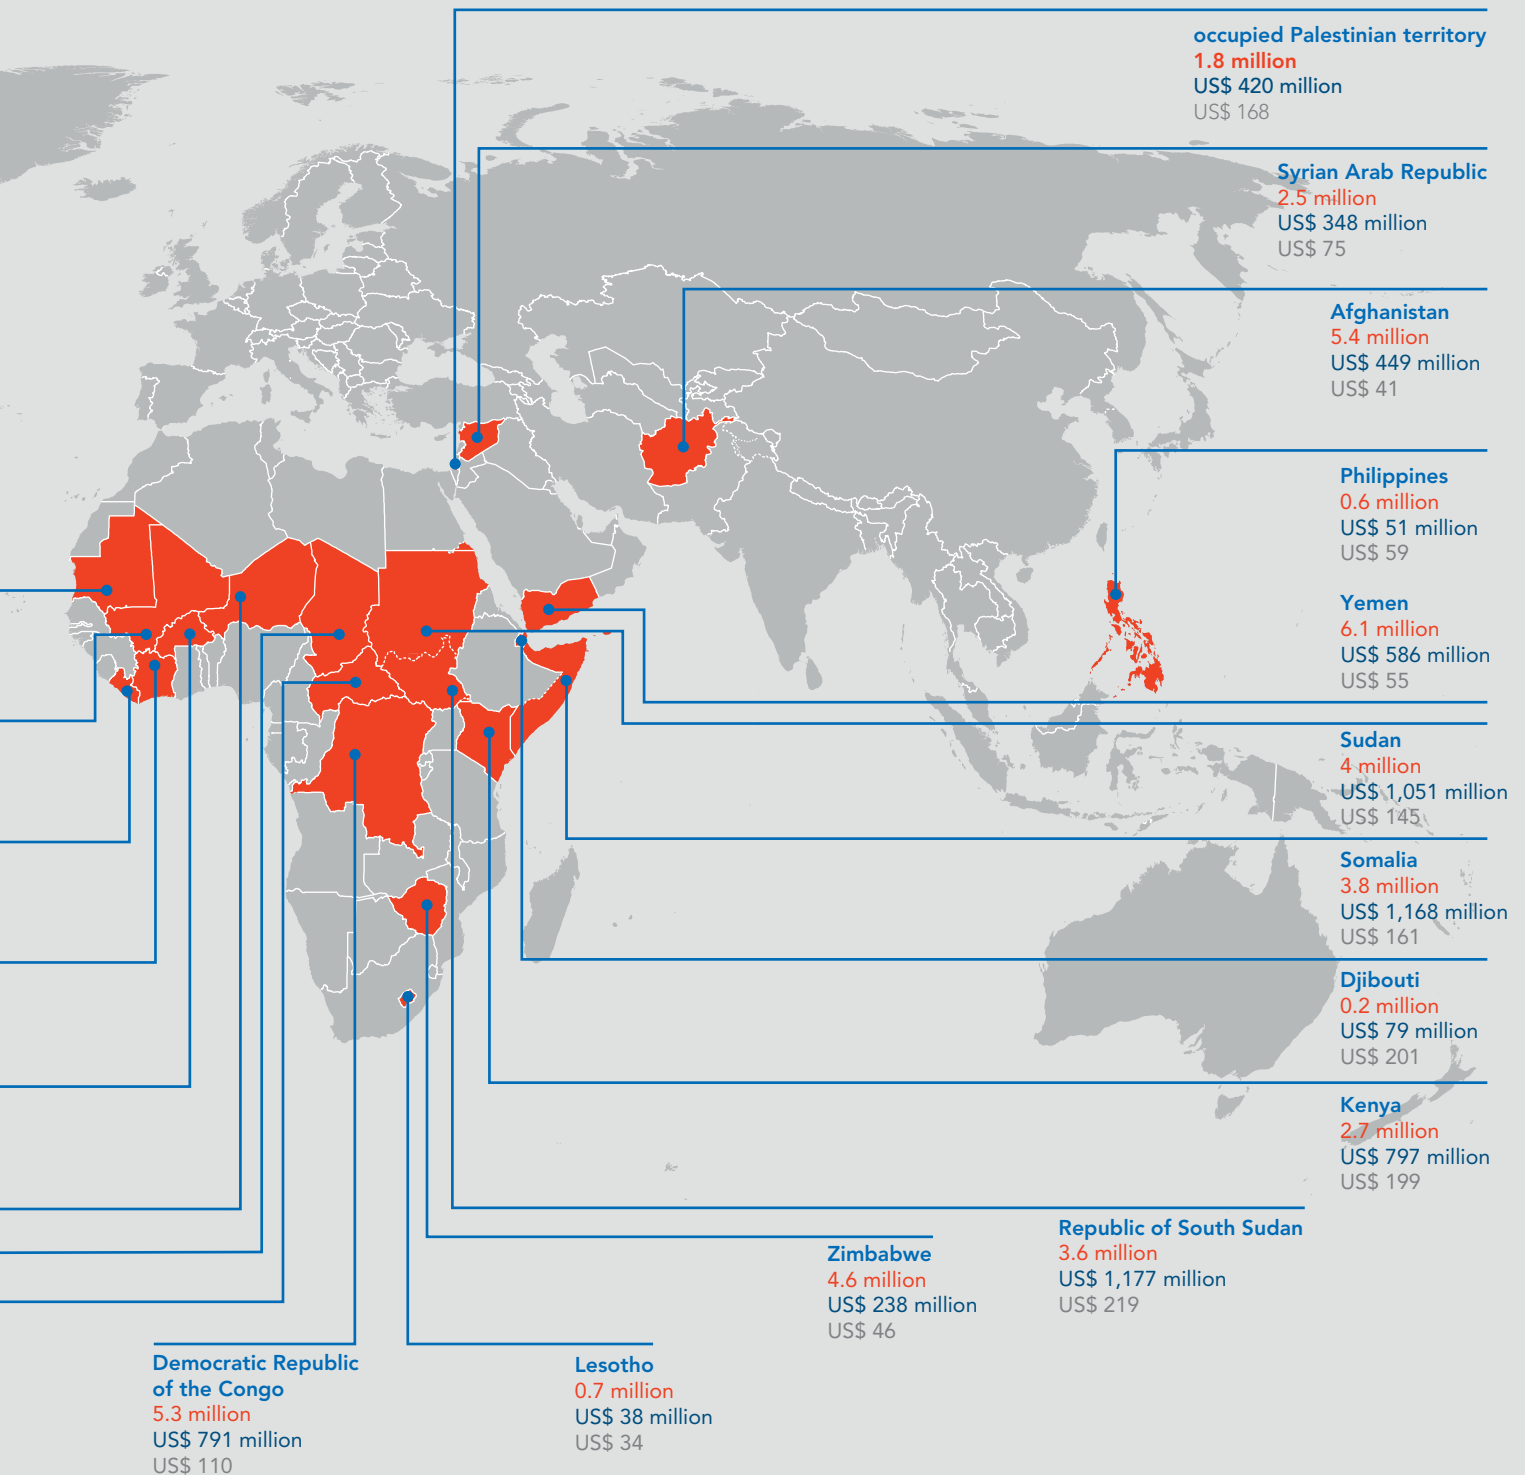 occupied Palestinian territory
1.8 million
US$ 420 million
US$ 168
Syrian Arab Republic
2.5 million
US$ 348 million
US$ 75
Afghanistan
5.4 million
US$ 449 million
US$ 41
Philippines
0.6 million
US$ 51 million
US$ 59
Yemen
6.1 million
US$ 586 million
US$ 55
Sudan
4 million
US$ 1,051 million
US$ 145
Somalia
3.8 million
US$ 1,168 million
US$ 161
Djibouti
0.2 million
US$ 79 million
US$ 201
Kenya
2.7 million
US$ 797 million
US$ 199
Republic of South Sudan
3.6 million
US$ 1,177 million
US$ 219
Zimbabwe
4.6 million
US$ 238 million
US$ 46
Democratic Republic
of the Congo
5.3 million
US$ 791 million
US$ 110
Lesotho
0.7 million
US$ 38 million
US$ 34